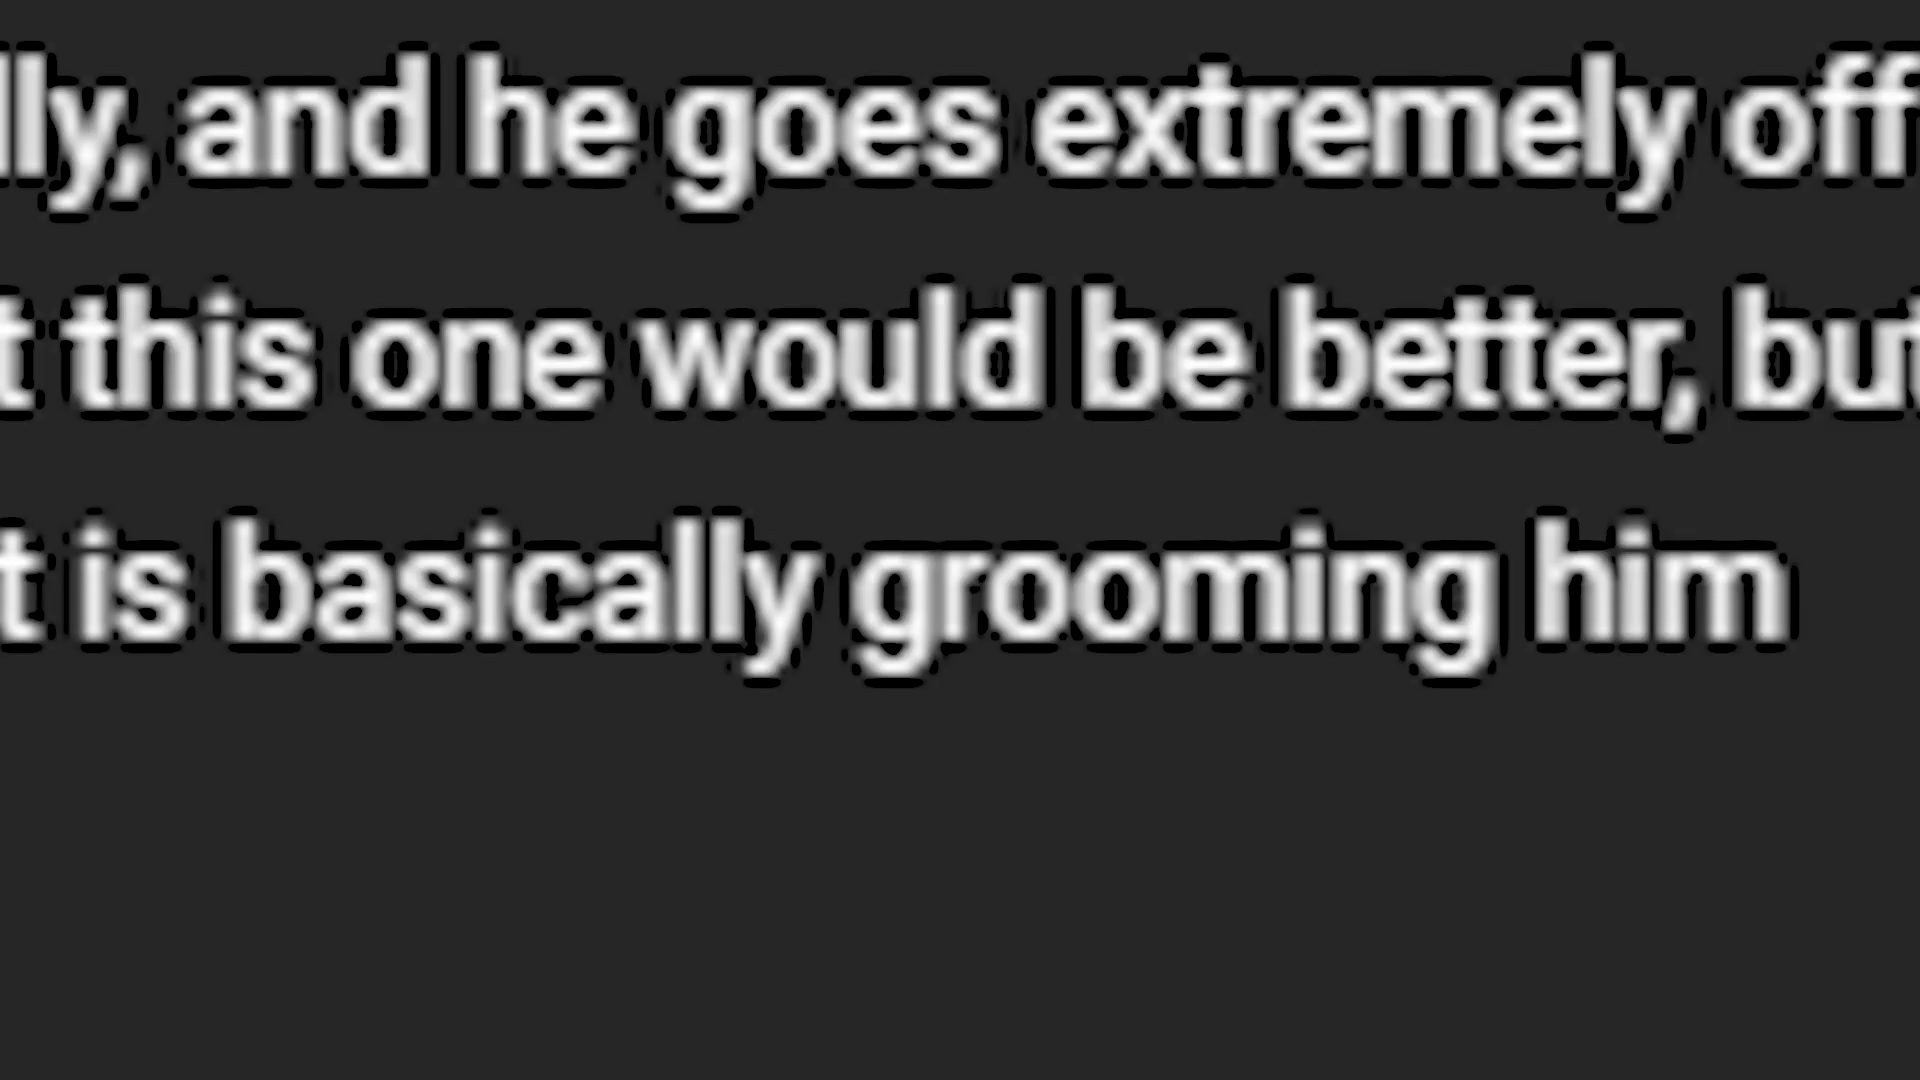 lly, and he goes extremely off
t this one would be better, but
t is basically grooming him